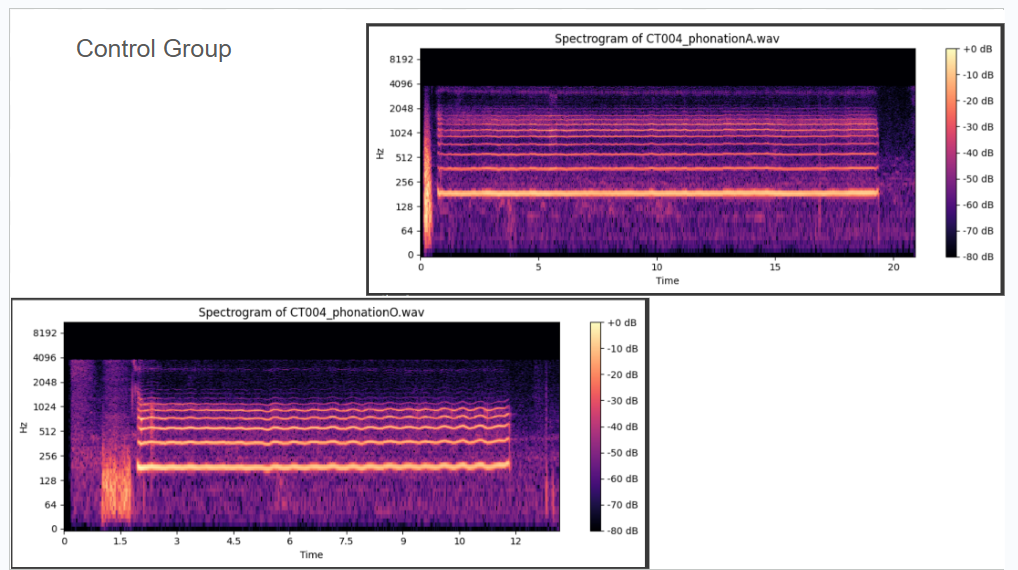 Control Group
Spectrogram of CT004_phonationA.wav
8192
4096
2048
1024
512
256
128
64
0
Hz
0 5 10 15 20
Time
+0 dB
-10 dB
-20 dB
-30 dB
-40 dB
-50 dB
-60 dB
-70 dB
-80 dB
Spectrogram of CT004_phonationO.wav
8192
4096
2048
1024
512
256
128
64
0
Hz
0 1.5 3 4.5 6 7.5 9 10 12
Time
+0 dB
-10 dB
-20 dB
-30 dB
-40 dB
-50 dB
-60 dB
-70 dB
-80 dB